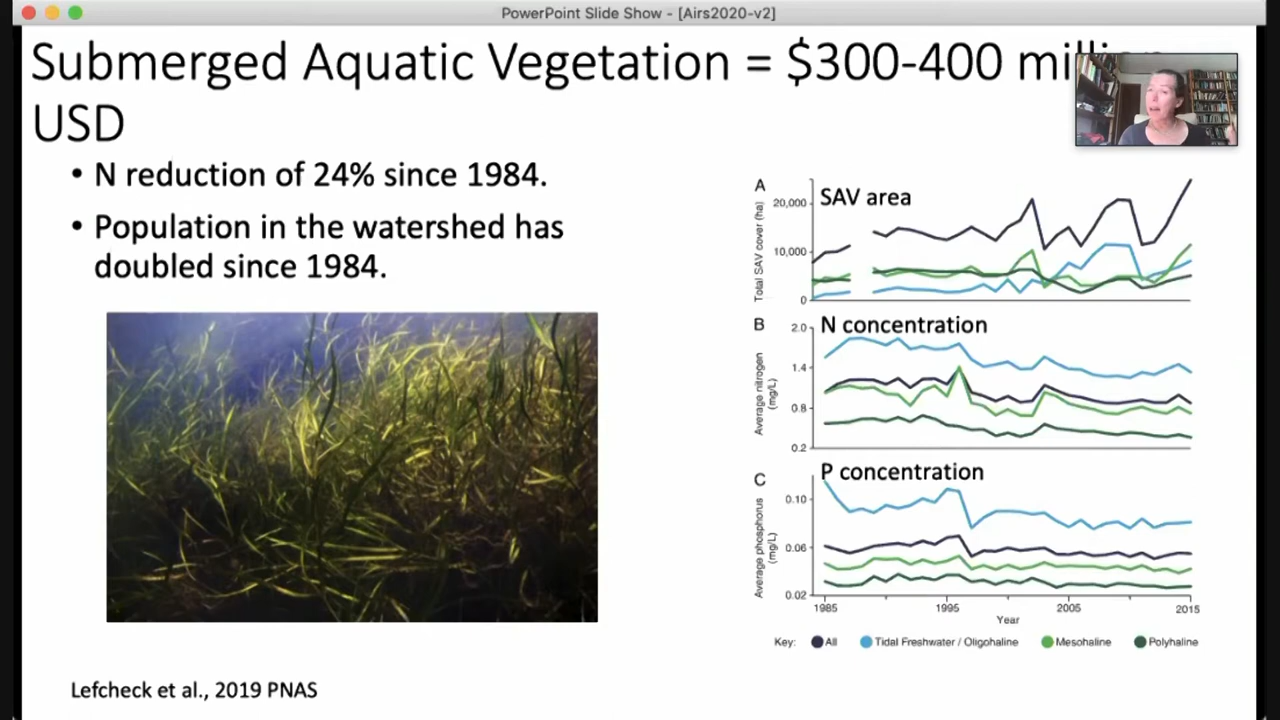 PowerPoint Slide Show - [Airs2020-v2]
Submerged Aquatic Vegetation = $300-400 million
USD
• N reduction of 24% since 1984.
• Population in the watershed has
doubled since 1984.
A
SAV area
Total SAV cover (ha)
20,000
10,000
0
B
N concentration
Average nitrogen
(mg/L)
2.0
1.4
0.8
0.2
C
P concentration
Average phosphorus
(mg/L)
0.10
0.06
0.02
1985 1995 2005 2015
Year
Key: All Tidal Freshwater / Oligohaline Mesohaline Polyhaline
Lefcheck et al., 2019 PNAS